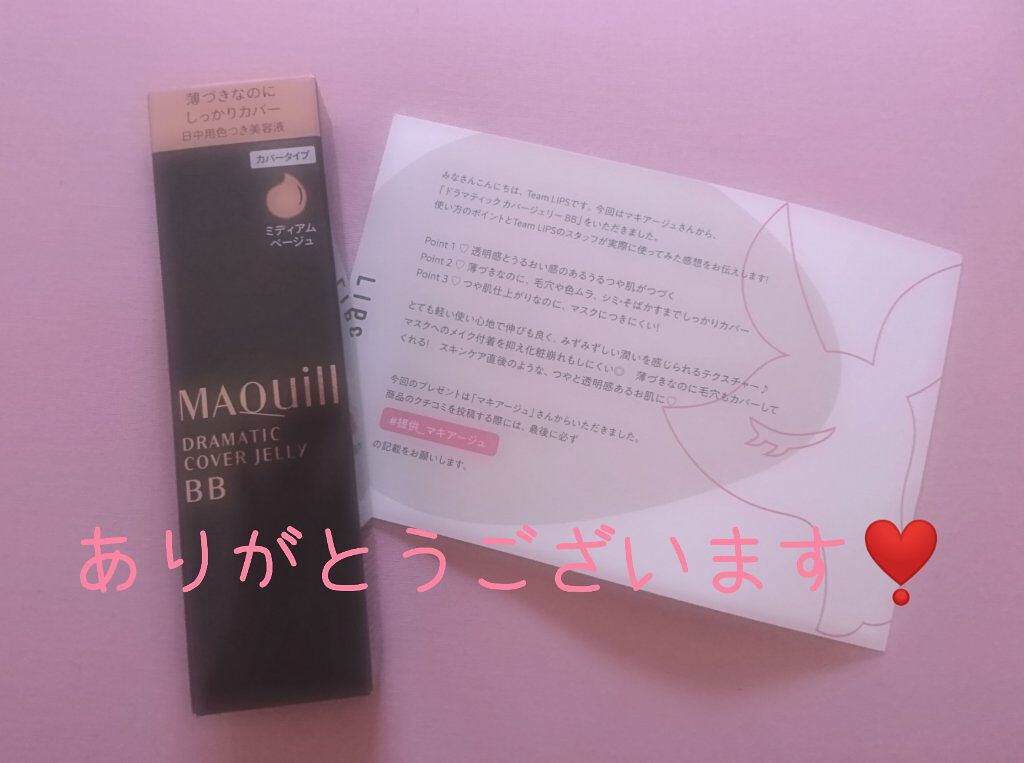 薄づきなのに
しっかりカバー
日中用色つき美容液
カバータイプ
ミディアム
ベージュ
MAQuill
DRAMATIC
COVER JELLY
BB
LIPS
みなさんこんにちは、Team LIPSです。今回はマキアージュさんから、
「ドラマティック カバージェリー BB」をいただきました。
使い方のポイントとTeam LIPSのスタッフが実際に使ってみた感想をお伝えします!
Point 1 ♡ 透明感とうるおい感のあるうるつや肌がつづく
Point 2 ♡ 薄づきなのに、毛穴や色ムラ、シミ・そばかすまでしっかりカバー
Point 3 ♡ つや肌仕上がりなのに、マスクにつきにくい!
とても軽い使い心地で伸びも良く、みずみずしい潤いを感じられるテクスチャー♪
マスクへのメイク付着を抑え化粧崩れもしにくい◎ 薄づきなのに毛穴もカバーして
くれる! スキンケア直後のような、つやと透明感あるお肌に♡
今回のプレゼントは「マキアージュ」さんからいただきました。
商品のクチコミを投稿する際には、最後に必ず
#提供_マキアージュ
の記載をお願いします。
ありがとうございます❣